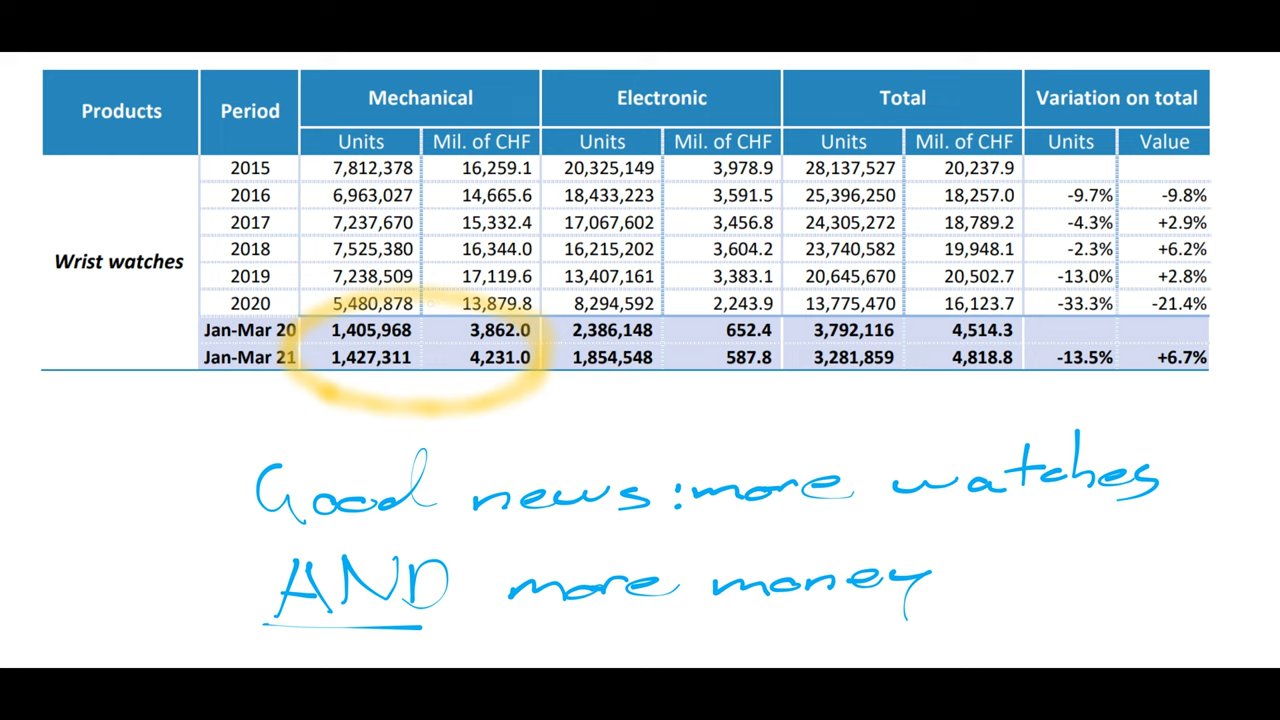 Products Period Mechanical Electronic Total Variation on total
Units Mil. of CHF Units Mil. of CHF Units Mil. of CHF Units Value
Wrist watches
2015 7,812,378 16,259.1 20,325,149 3,978.9 28,137,527 20,237.9
2016 6,963,027 14,665.6 18,433,223 3,591.5 25,396,250 18,257.0 -9.7% -9.8%
2017 7,237,670 15,332.4 17,067,602 3,456.8 24,305,272 18,789.2 -4.3% +2.9%
2018 7,525,380 16,344.0 16,215,202 3,604.2 23,740,582 19,948.1 -2.3% +6.2%
2019 7,238,509 17,119.6 13,407,161 3,383.1 20,645,670 20,502.7 -13.0% +2.8%
2020 5,480,878 13,879.8 8,294,592 2,243.9 13,775,470 16,123.7 -33.3% -21.4%
Jan-Mar 20 1,405,968 3,862.0 2,386,148 652.4 3,792,116 4,514.3
Jan-Mar 21 1,427,311 4,231.0 1,854,548 587.8 3,281,859 4,818.8 -13.5% +6.7%
Good news: more watches
AND more money